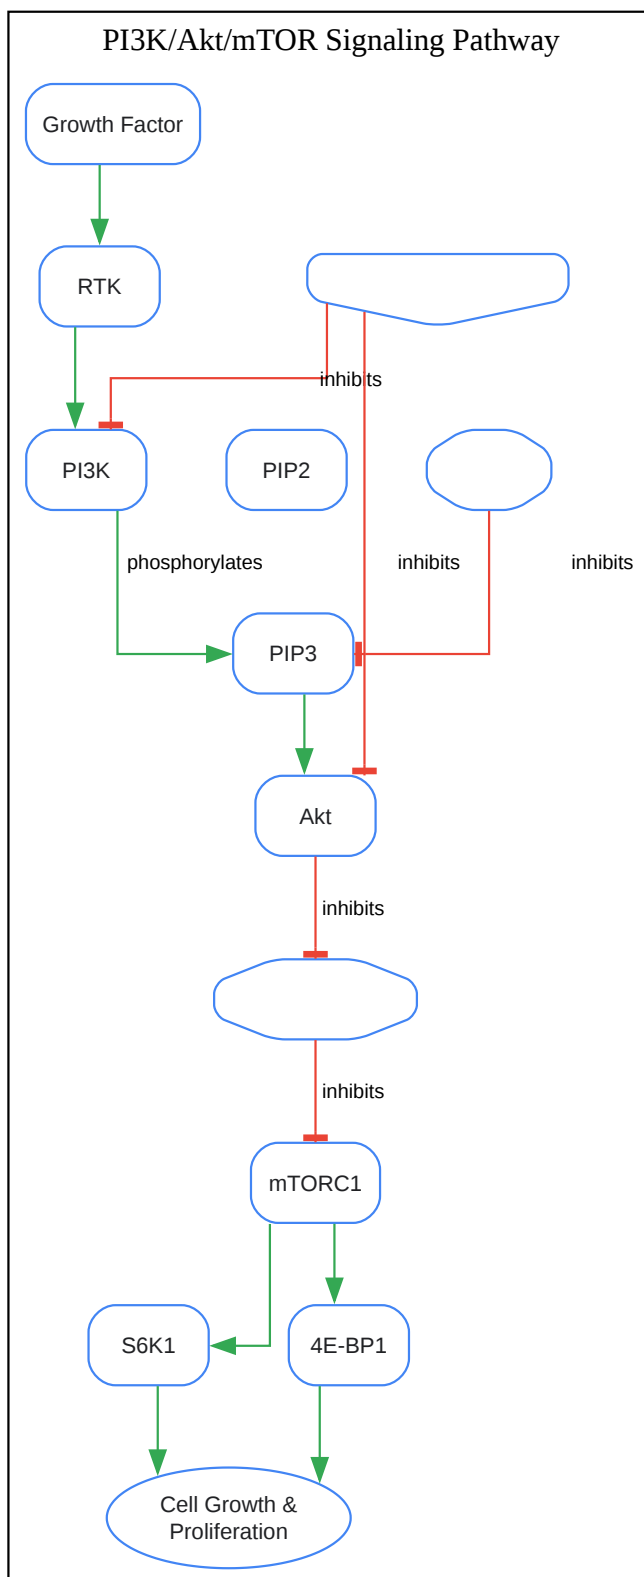 PI3K/Akt/mTOR Signaling Pathway
Growth Factor
RTK
inhibits
PI3K
PIP2
phosphorylates
inhibits
inhibits
PIP3
Akt
inhibits
inhibits
mTORC1
S6K1
4E-BP1
Cell Growth &
Proliferation